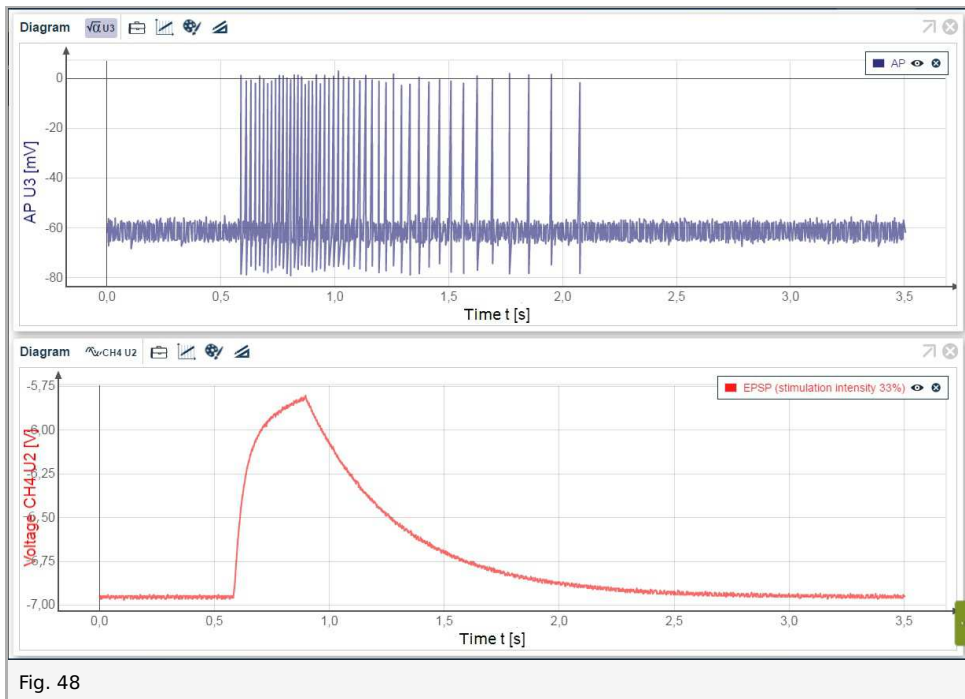 Diagram √α U3
AP
0
-20
-40
-60
-80
AP U3 [mV]
0,0 0,5 1,0 1,5 2,0 2,5 3,0 3,5
Time t [s]
Diagram CH4 U2
EPSP (stimulation intensity 33%)
-5,75
-6,00
-6,25
-6,50
-6,75
-7,00
Voltage CH4 U2 [V]
0,0 0,5 1,0 1,5 2,0 2,5 3,0 3,5
Time t [s]
Fig. 48